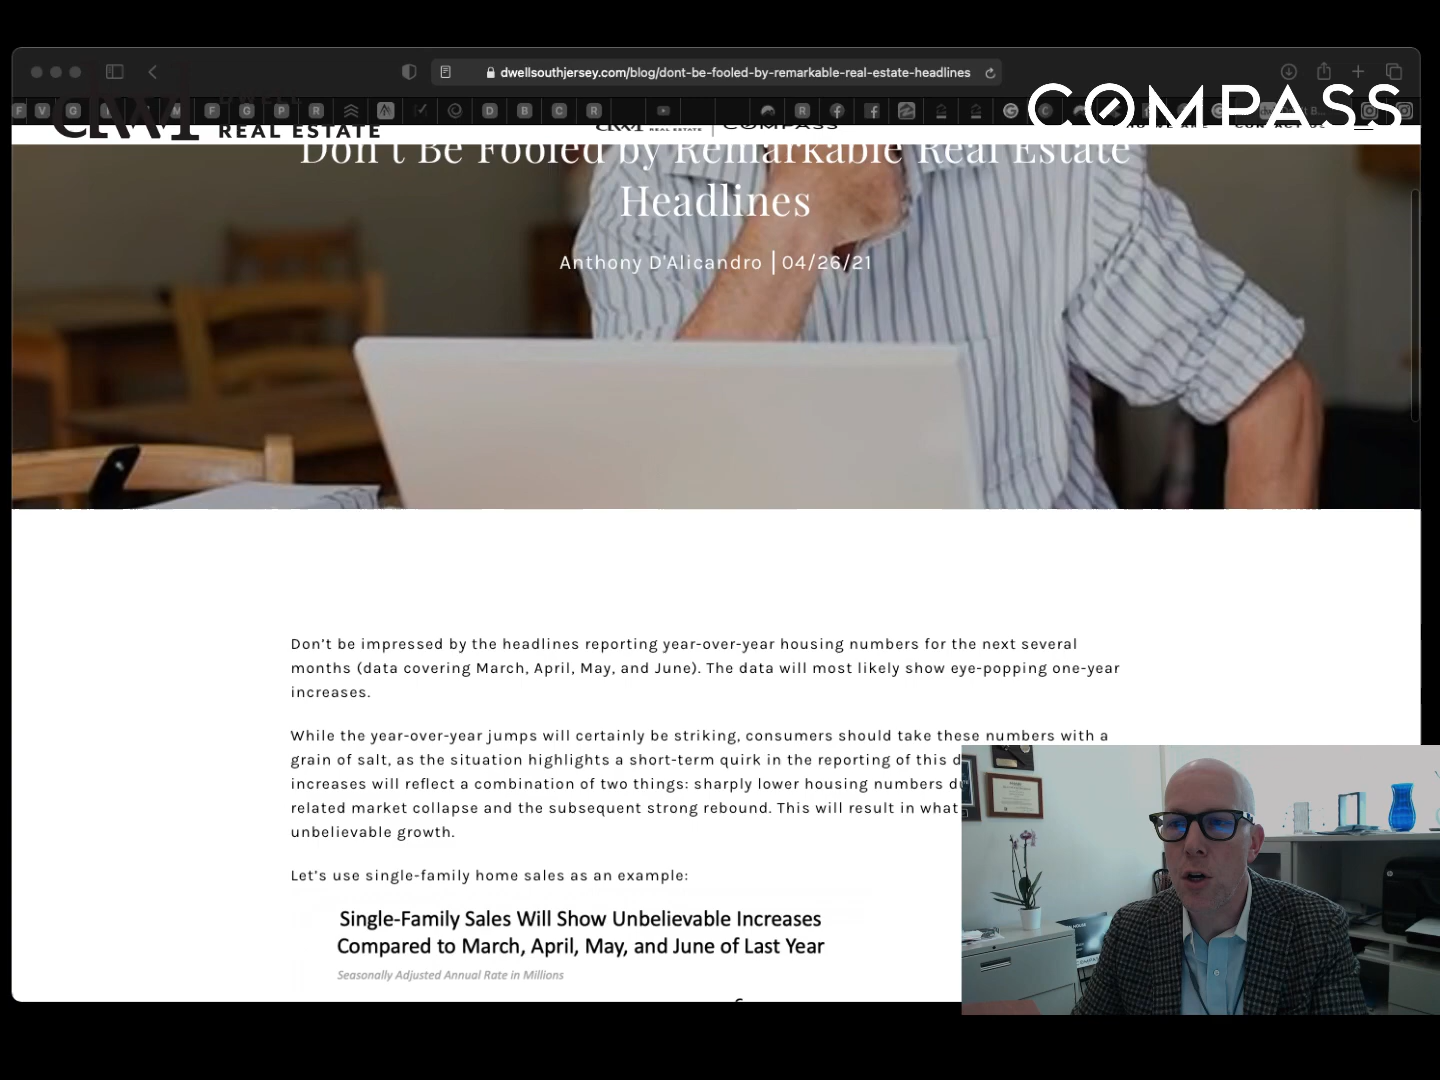 dwellsouthjersey.com/blog/dont-be-fooled-by-remarkable-real-estate-headlines
F V G P R D B C R R G C
COMPASS
REAL ESTATE
Don't Be Fooled by Remarkable Real Estate
Headlines
Anthony D'Alicandro | 04/26/21
Don't be impressed by the headlines reporting year-over-year housing numbers for the next several
months (data covering March, April, May, and June). The data will most likely show eye-popping one-year
increases.
While the year-over-year jumps will certainly be striking, consumers should take these numbers with a
grain of salt, as the situation highlights a short-term quirk in the reporting of this
increases will reflect a combination of two things: sharply lower housing numbers
related market collapse and the subsequent strong rebound. This will result in what
unbelievable growth.
Let's use single-family home sales as an example:
Single-Family Sales Will Show Unbelievable Increases
Compared to March, April, May, and June of Last Year
Seasonally Adjusted Annual Rate in Millions